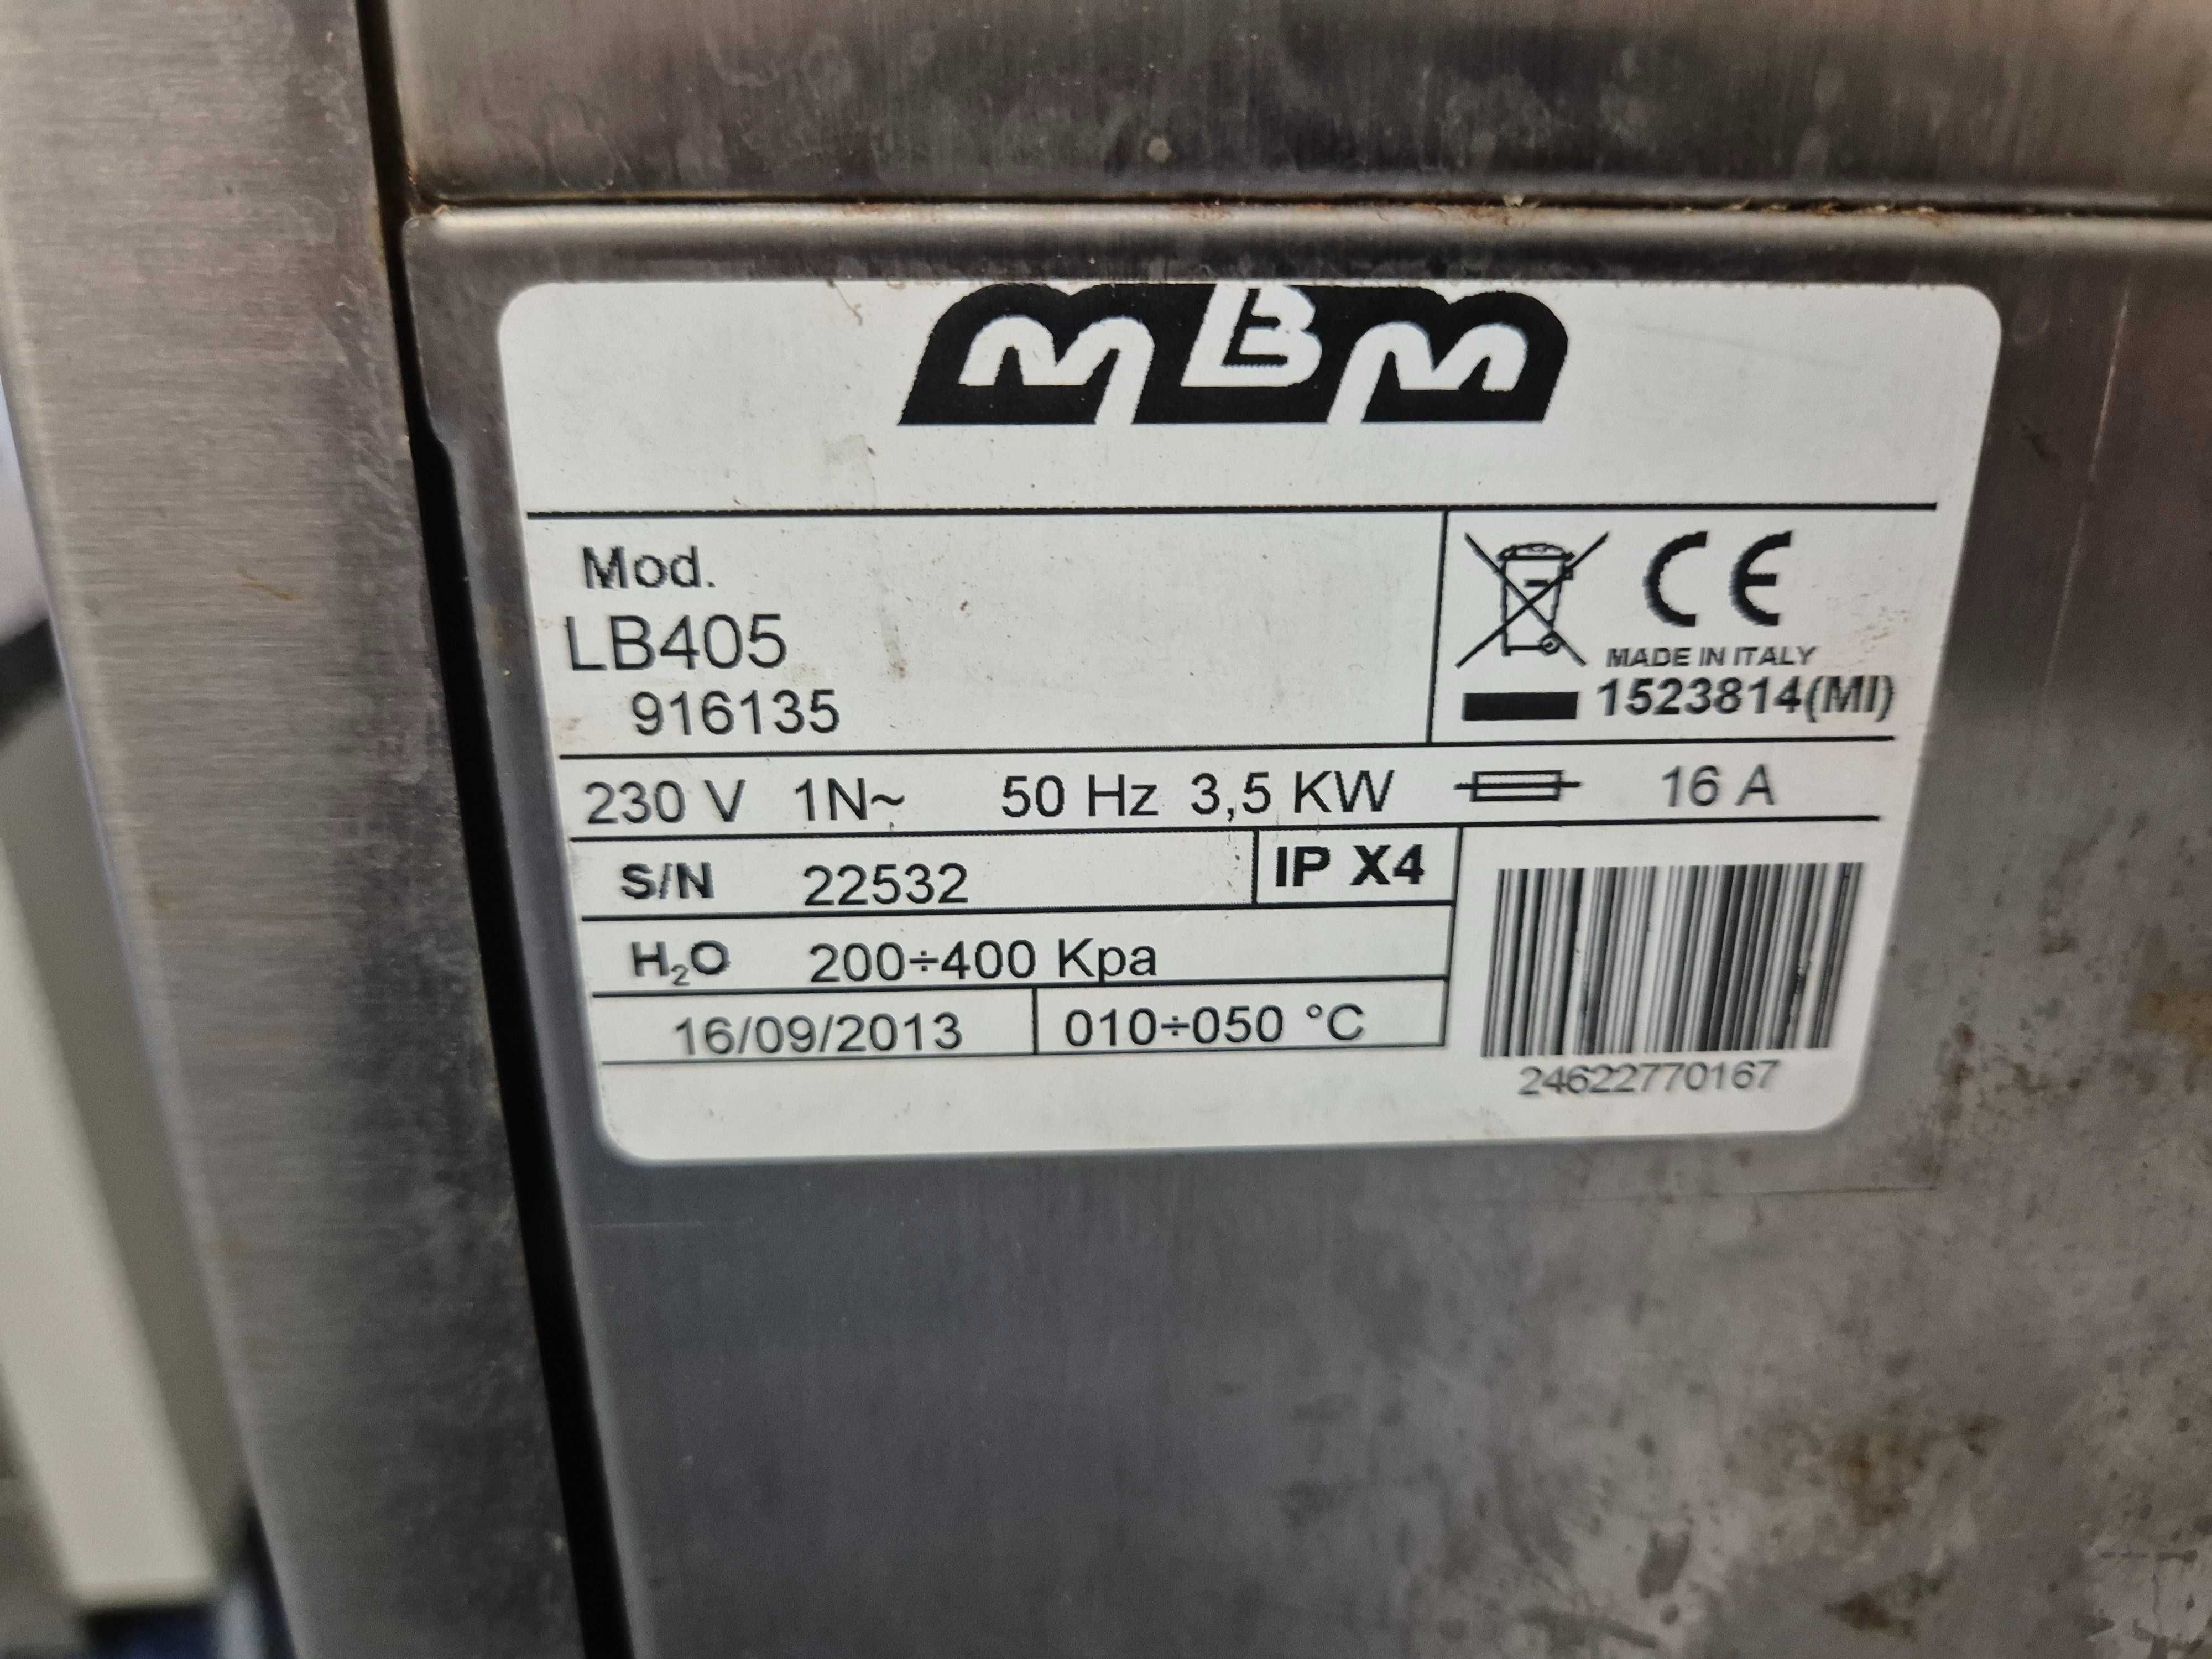 MBM
Mod.
LB405
916135
CE
MADE IN ITALY
1523814(MI)
230 V 1N~ 50 Hz 3,5 KW 16 A
S/N 22532 IP X4
H₂O 200÷400 Kpa
16/09/2013 010÷050 °C
24622770167